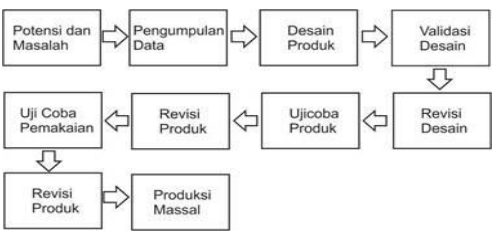 Potensi dan
Masalah
Pengumpulan
Data
Desain
Produk
Validasi
Desain
Revisi
Desain
Ujicoba
Produk
Revisi
Produk
Uji Coba
Pemakaian
Revisi
Produk
Produksi
Massal